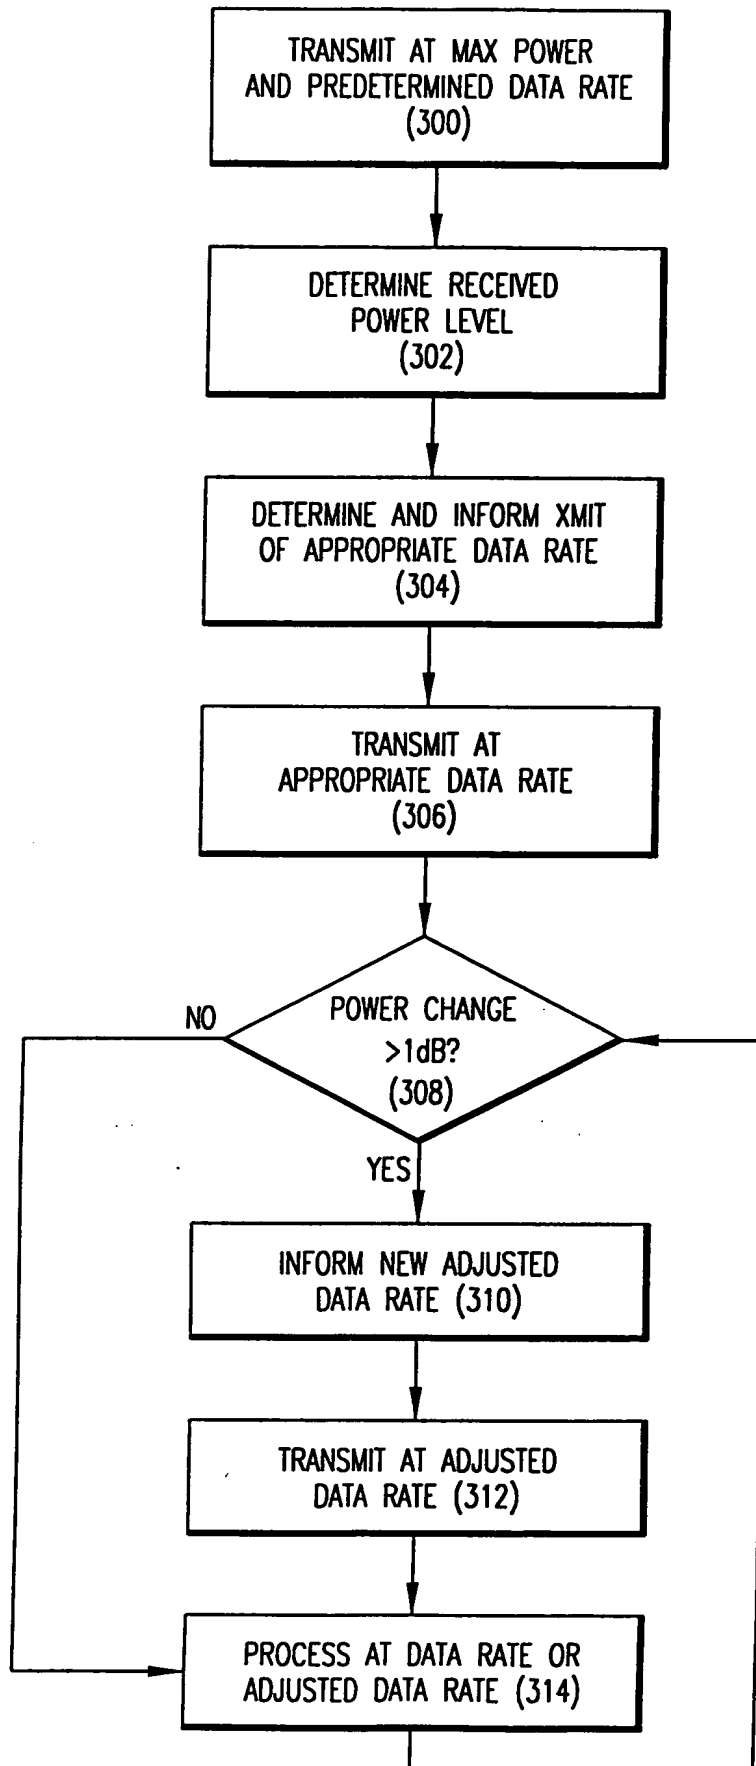 TRANSMIT AT MAX POWER
AND PREDETERMINED DATA RATE
(300)
DETERMINE RECEIVED
POWER LEVEL
(302)
DETERMINE AND INFORM XMIT
OF APPROPRIATE DATA RATE
(304)
TRANSMIT AT
APPROPRIATE DATA RATE
(306)
NO
POWER CHANGE
>1dB?
(308)
YES
INFORM NEW ADJUSTED
DATA RATE (310)
TRANSMIT AT ADJUSTED
DATA RATE (312)
PROCESS AT DATA RATE OR
ADJUSTED DATA RATE (314)